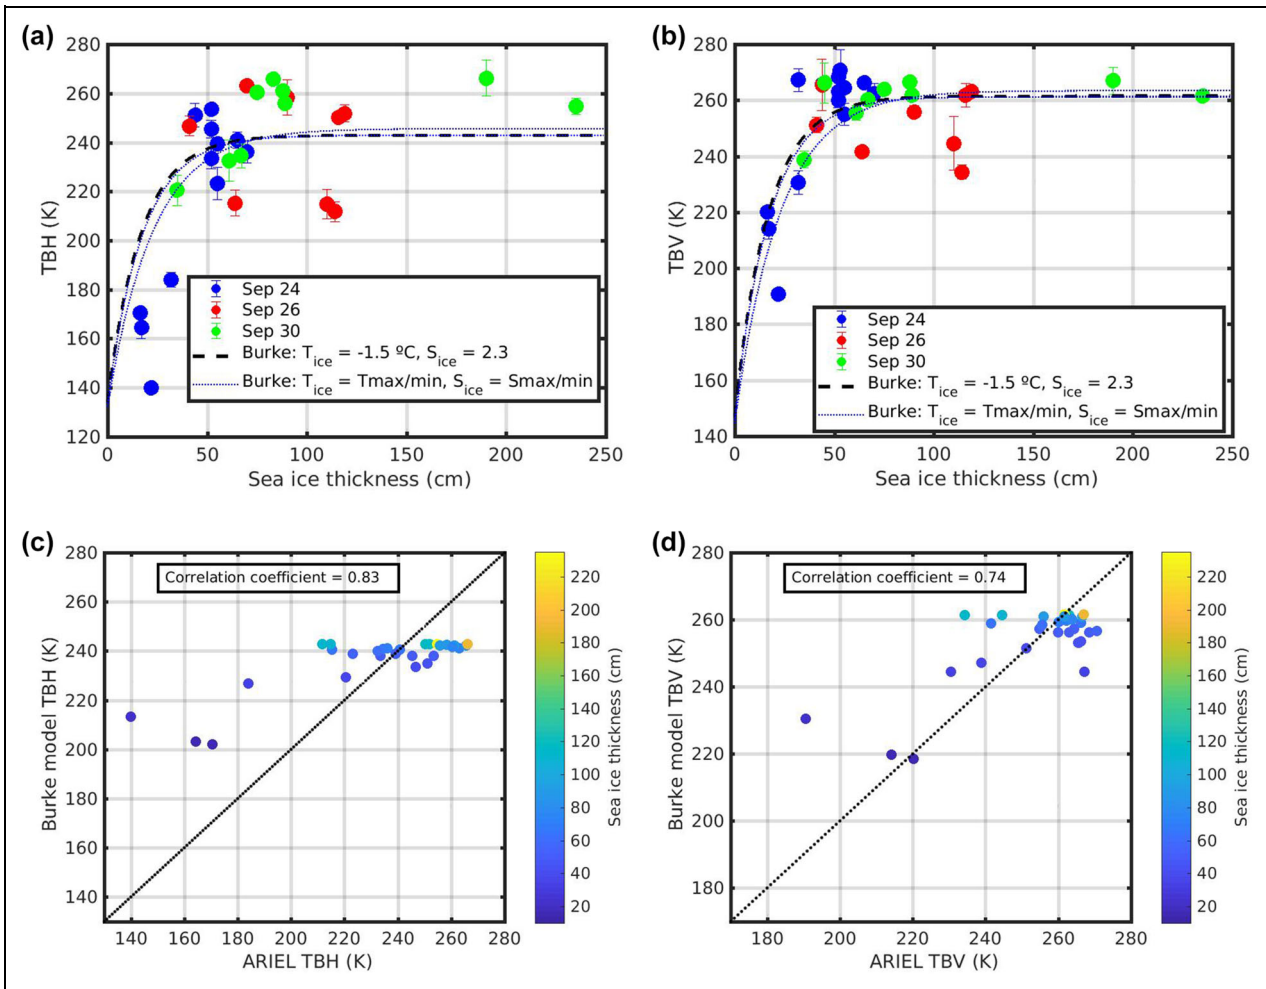 (a)
280
260
240
220
200
180
160
140
120
TBH (K)
0 50 100 150 200 250
Sea ice thickness (cm)
Sep 24
Sep 26
Sep 30
Burke: Tice = -1.5 ºC, Sice = 2.3
Burke: Tice = Tmax/min, Sice = Smax/min
(b)
280
260
240
220
200
180
160
140
TBV (K)
0 50 100 150 200 250
Sea ice thickness (cm)
Sep 24
Sep 26
Sep 30
Burke: Tice = -1.5 ºC, Sice = 2.3
Burke: Tice = Tmax/min, Sice = Smax/min
(c)
280
260
240
220
200
180
160
140
Burke model TBH (K)
Correlation coefficient = 0.83
140 160 180 200 220 240 260 280
ARIEL TBH (K)
220
200
180
160
140
120
100
80
60
40
20
Sea ice thickness (cm)
(d)
280
260
240
220
200
180
Burke model TBV (K)
Correlation coefficient = 0.74
180 200 220 240 260 280
ARIEL TBV (K)
220
200
180
160
140
120
100
80
60
40
20
Sea ice thickness (cm)